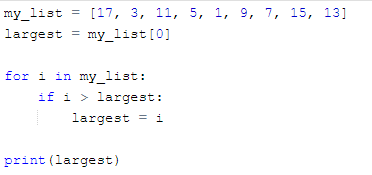 my_list = [17, 3, 11, 5, 1, 9, 7, 15, 13]
largest = my_list[0]

for i in my_list:
    if i > largest:
        largest = i

print(largest)